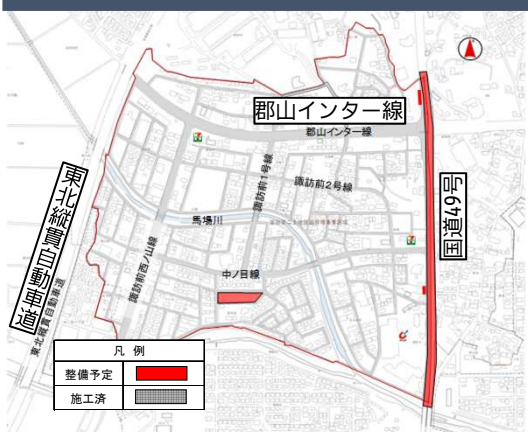 郡山インター線
郡山インター線
諏訪前1号線
諏訪前2号線
国道49号
東北縦貫自動車道
東北縦貫自動車道
馬場川
諏訪前西ノ山線
中ノ目線
凡 例
整備予定
施工済